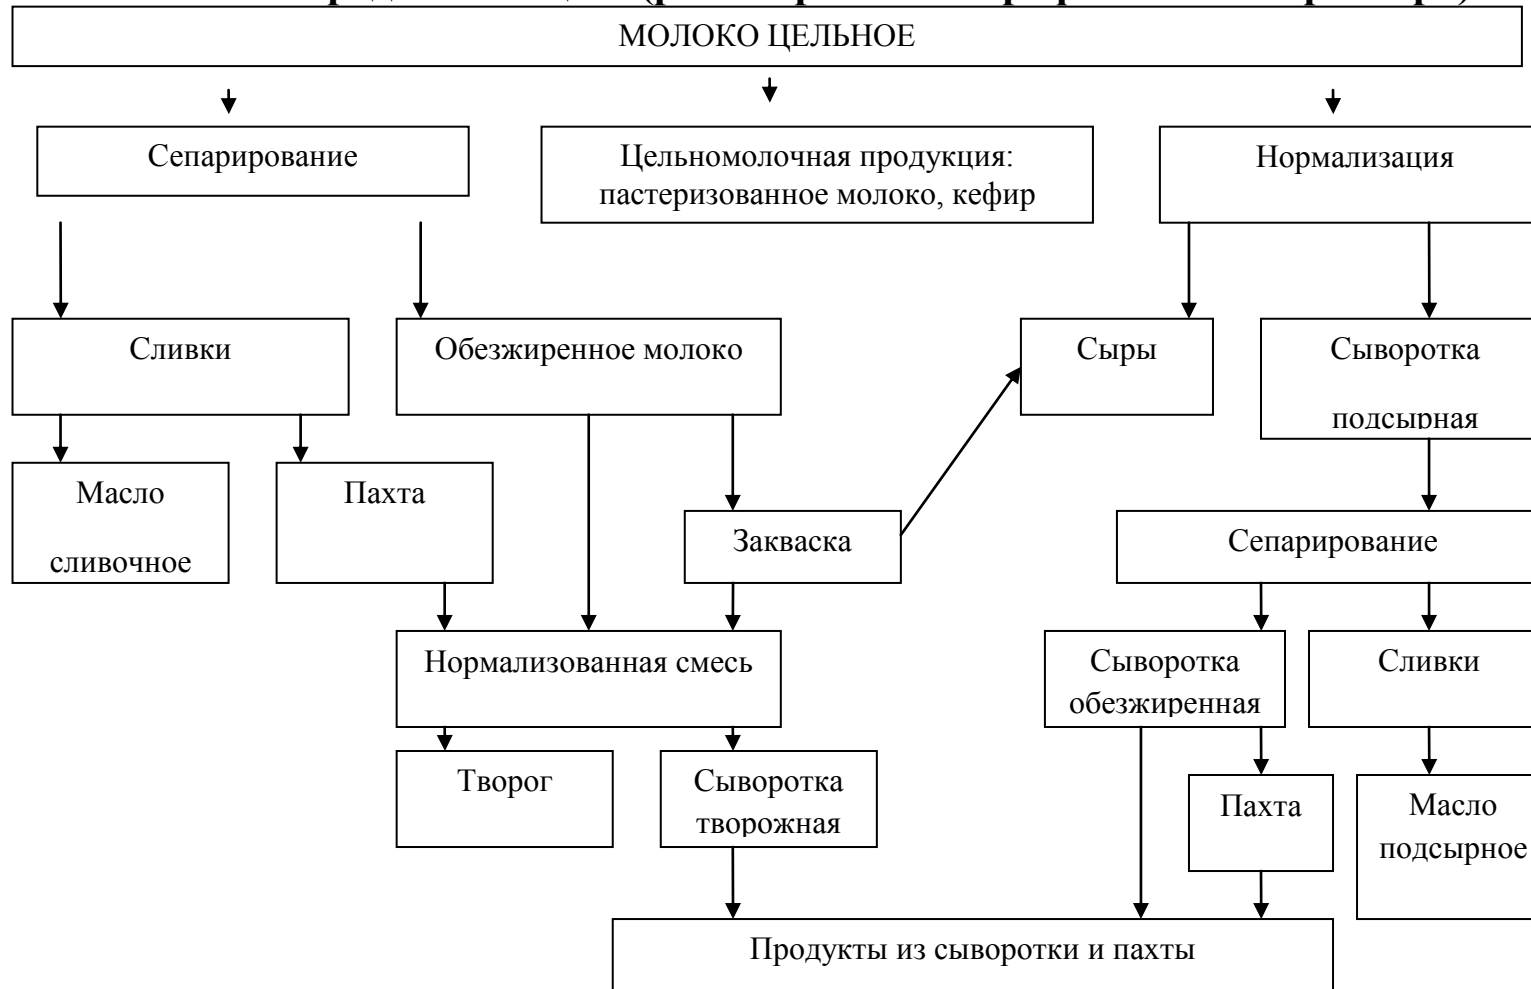 МОЛОКО ЦЕЛЬНОЕ
Сепарирование
Цельномолочная продукция:
пастеризованное молоко, кефир
Нормализация
Сливки
Обезжиренное молоко
Сыры
Сыворотка
подсырная
Масло
сливочное
Пахта
Закваска
Сепарирование
Нормализованная смесь
Сыворотка
обезжиренная
Сливки
Творог
Сыворотка
творожная
Пахта
Масло
подсырное
Продукты из сыворотки и пахты